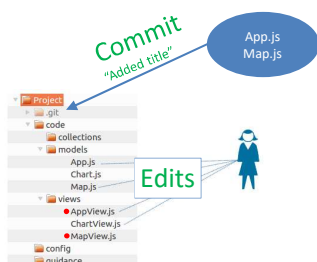 Commit
"Added title"
App.js
Map.js
Project
.git
code
collections
models
App.js
Chart.js
Map.js
Edits
views
AppView.js
ChartView.js
MapView.js
config
guidance